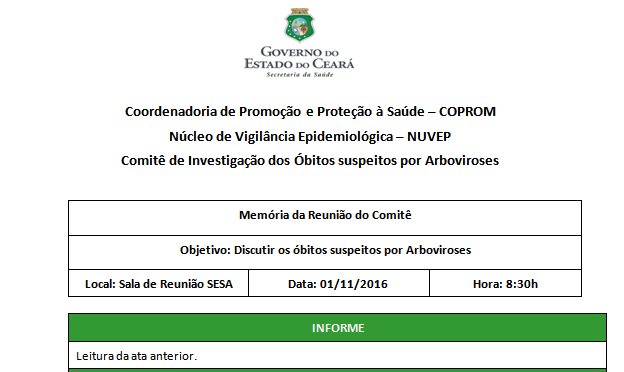 GOVERNO DO
ESTADO DO CEARÁ
Secretaria da Saúde
Coordenadoria de Promoção e Proteção à Saúde – COPROM
Núcleo de Vigilância Epidemiológica – NUVEP
Comitê de Investigação dos Óbitos suspeitos por Arboviroses
Memória da Reunião do Comitê
Objetivo: Discutir os óbitos suspeitos por Arboviroses
Local: Sala de Reunião SESA Data: 01/11/2016 Hora: 8:30h
INFORME
Leitura da ata anterior.